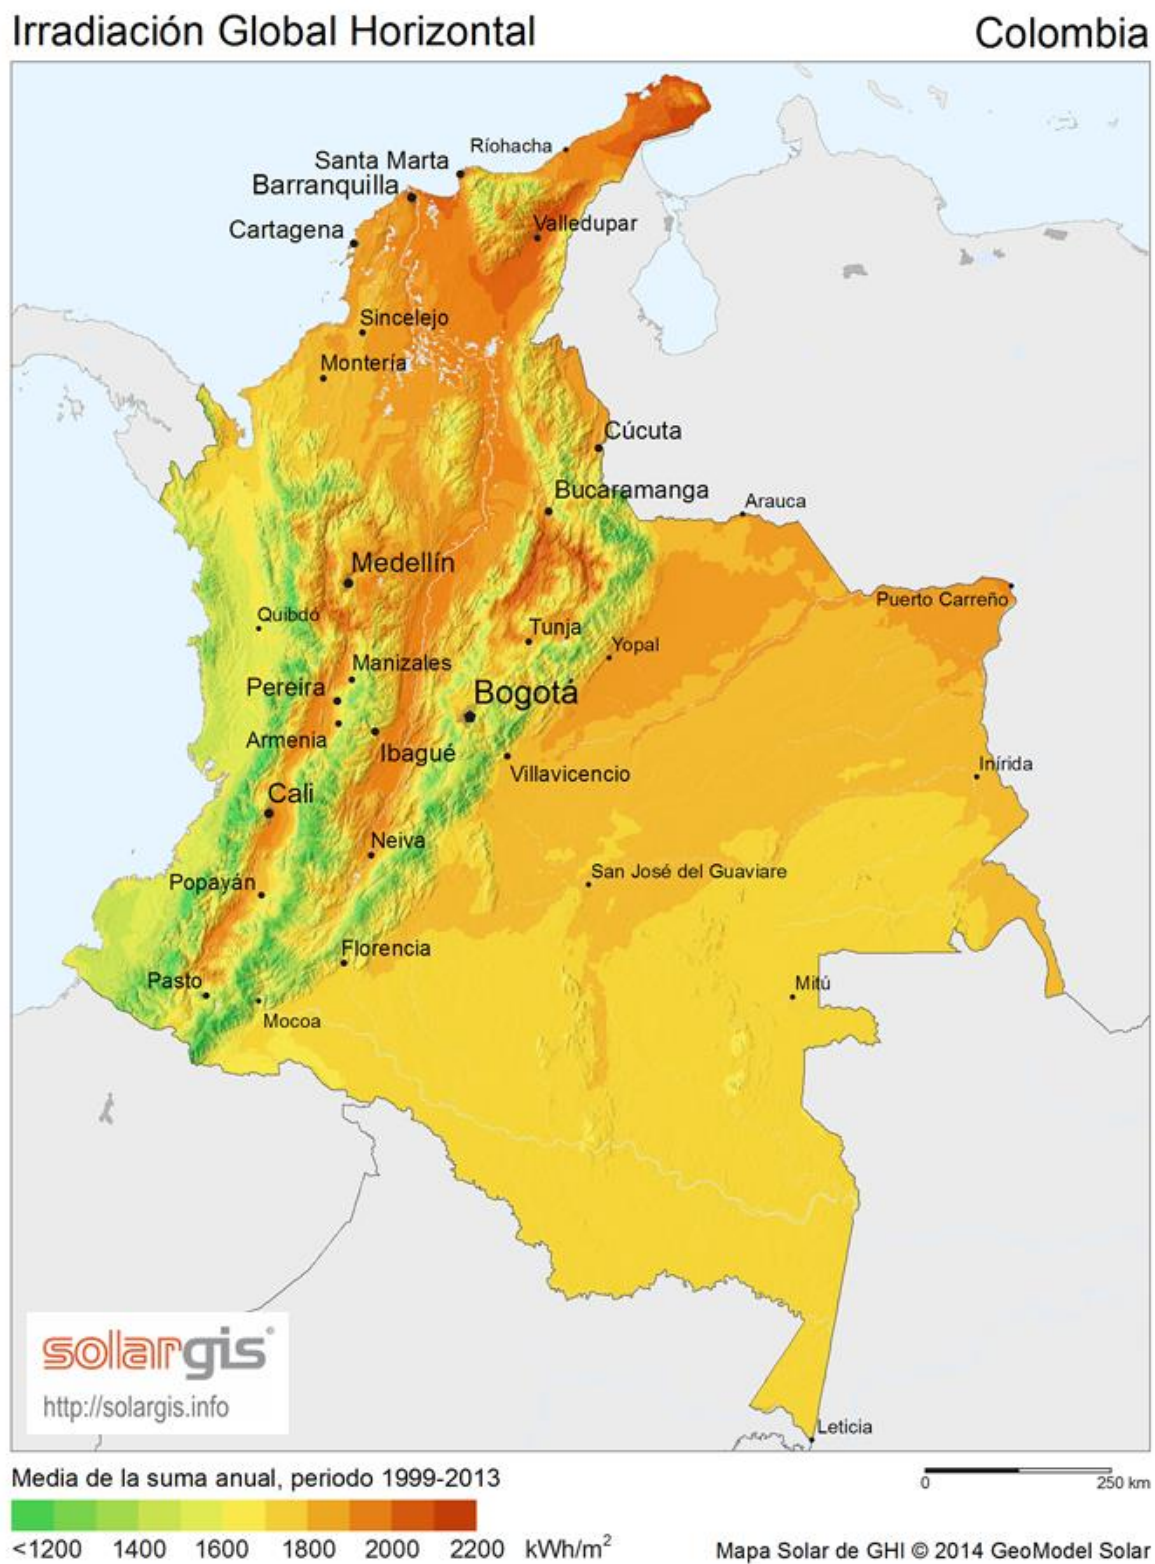 Irradiación Global Horizontal
Colombia
Ríohacha
Santa Marta
Barranquilla
Valledupar
Cartagena
Sincelejo
Montería
Cúcuta
Bucaramanga
Arauca
Medellín
Puerto Carreño
Quibdó
Tunja
Yopal
Manizales
Pereira
Bogotá
Armenia
Ibagué
Villavicencio
Inírida
Cali
Neiva
San José del Guaviare
Popayán
Florencia
Pasto
Mitú
Mocoa
solargis®
http://solargis.info
Leticia
Media de la suma anual, periodo 1999-2013
0 250 km
<1200 1400 1600 1800 2000 2200 kWh/m²
Mapa Solar de GHI © 2014 GeoModel Solar